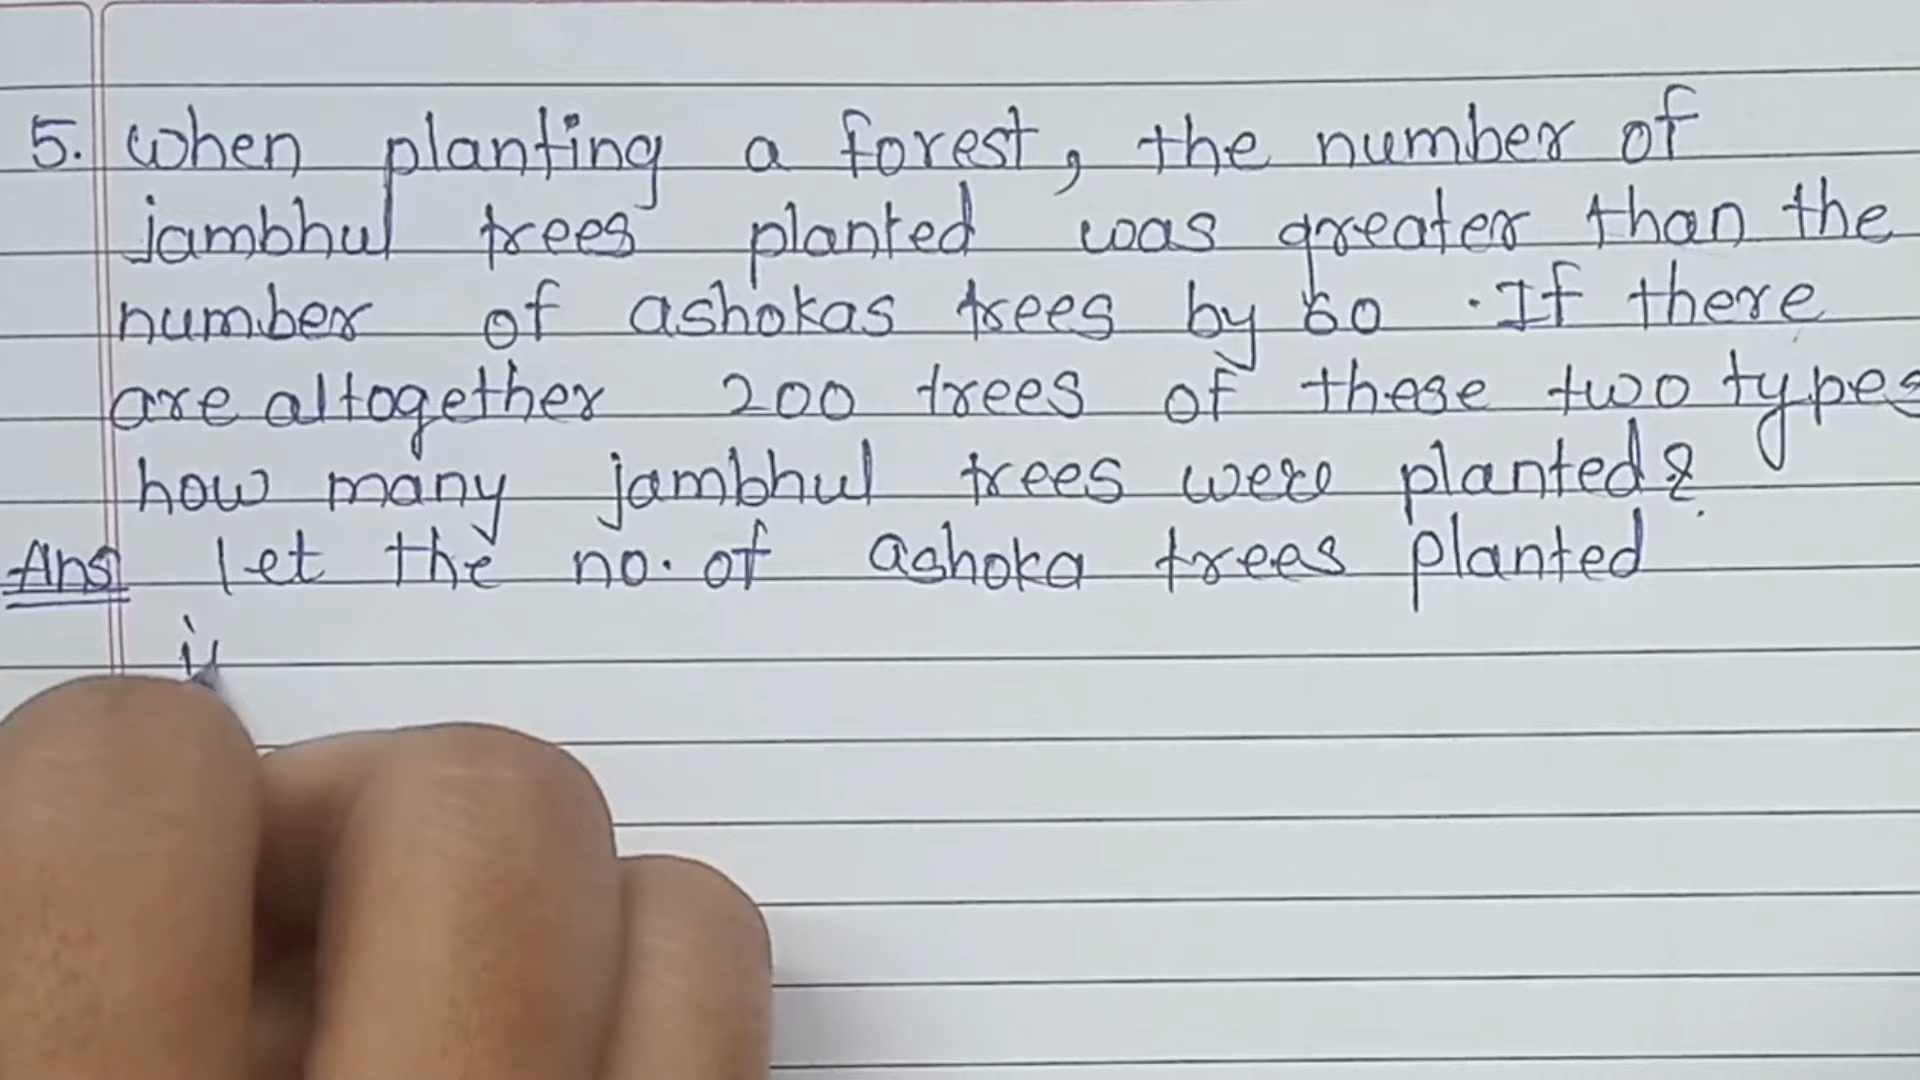 5. When planting a forest, the number of
jambhul trees planted was greater than the
number of ashokas trees by 60 . If there
are altogether 200 trees of these two types
how many jambhul trees were planted?
Ans let the no. of ashoka trees planted